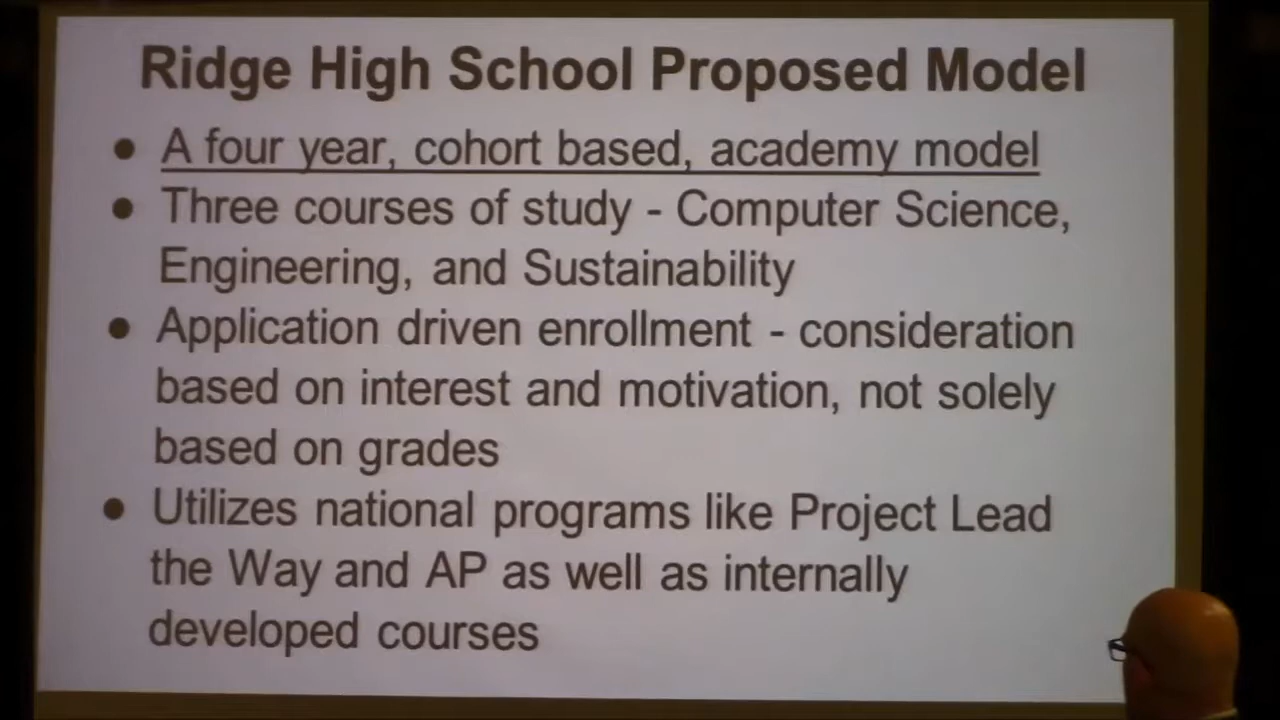 Ridge High School Proposed Model
● A four year, cohort based, academy model
● Three courses of study - Computer Science,
Engineering, and Sustainability
● Application driven enrollment - consideration
based on interest and motivation, not solely
based on grades
● Utilizes national programs like Project Lead
the Way and AP as well as internally
developed courses